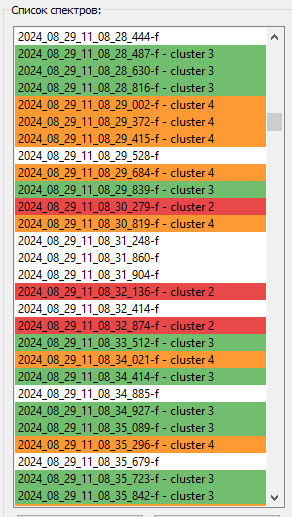 Список спектров:
2024_08_29_11_08_28_444-f
2024_08_29_11_08_28_487-f - cluster 3
2024_08_29_11_08_28_630-f - cluster 3
2024_08_29_11_08_28_816-f - cluster 3
2024_08_29_11_08_29_002-f - cluster 4
2024_08_29_11_08_29_372-f - cluster 4
2024_08_29_11_08_29_415-f - cluster 4
2024_08_29_11_08_29_528-f
2024_08_29_11_08_29_684-f - cluster 4
2024_08_29_11_08_29_839-f - cluster 3
2024_08_29_11_08_30_279-f - cluster 2
2024_08_29_11_08_30_819-f - cluster 4
2024_08_29_11_08_31_248-f
2024_08_29_11_08_31_860-f
2024_08_29_11_08_31_904-f
2024_08_29_11_08_32_136-f - cluster 2
2024_08_29_11_08_32_414-f
2024_08_29_11_08_32_874-f - cluster 2
2024_08_29_11_08_33_512-f - cluster 3
2024_08_29_11_08_34_021-f - cluster 4
2024_08_29_11_08_34_414-f - cluster 3
2024_08_29_11_08_34_885-f
2024_08_29_11_08_34_927-f - cluster 3
2024_08_29_11_08_35_089-f - cluster 3
2024_08_29_11_08_35_296-f - cluster 4
2024_08_29_11_08_35_679-f
2024_08_29_11_08_35_723-f - cluster 3
2024_08_29_11_08_35_842-f - cluster 3